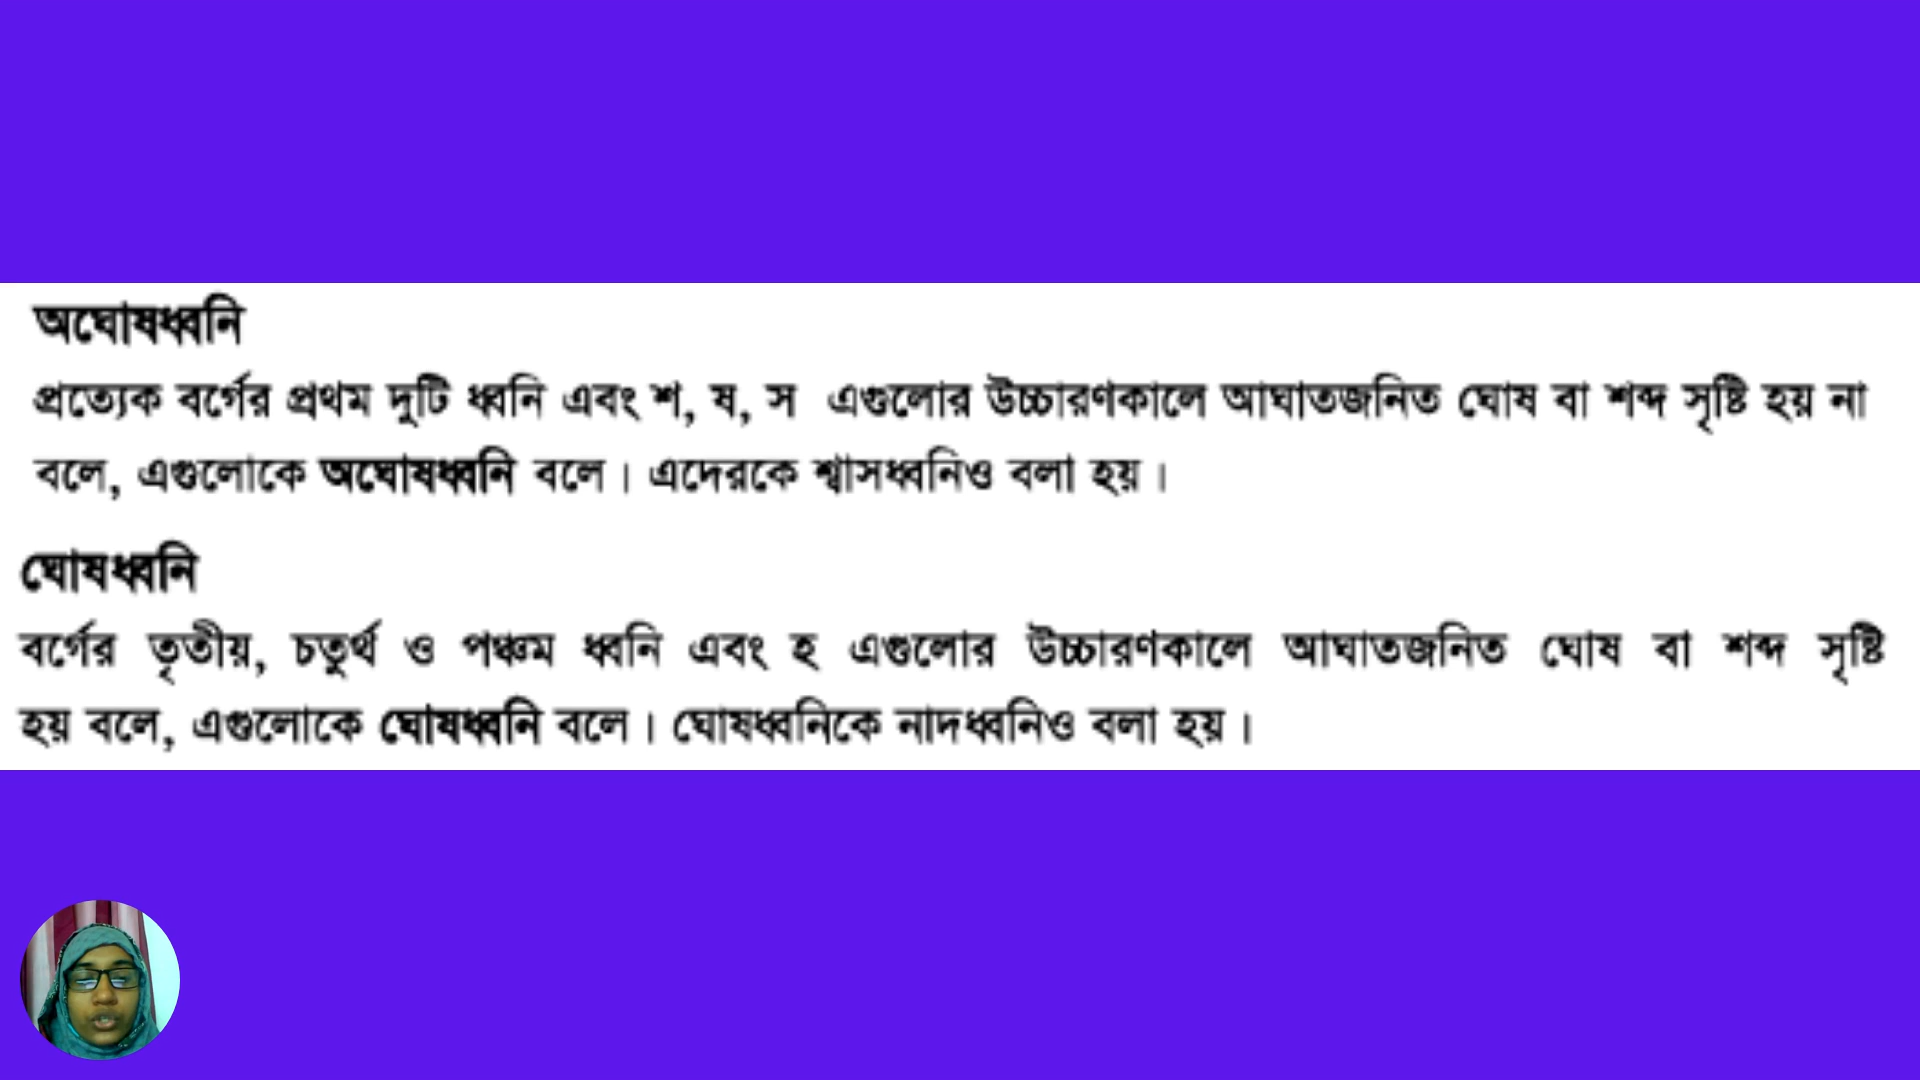 অঘোষধ্বনি
প্রত্যেক বর্গের প্রথম দুটি ধ্বনি এবং শ, ষ, স এগুলোর উচ্চারণকালে আঘাতজনিত ঘোষ বা শব্দ সৃষ্টি হয় না
বলে, এগুলোকে অঘোষধ্বনি বলে। এদেরকে শ্বাসধ্বনিও বলা হয়।
ঘোষধ্বনি
বর্গের তৃতীয়, চতুর্থ ও পঞ্চম ধ্বনি এবং হ এগুলোর উচ্চারণকালে আঘাতজনিত ঘোষ বা শব্দ সৃষ্টি
হয় বলে, এগুলোকে ঘোষধ্বনি বলে। ঘোষধ্বনিকে নাদধ্বনিও বলা হয়।